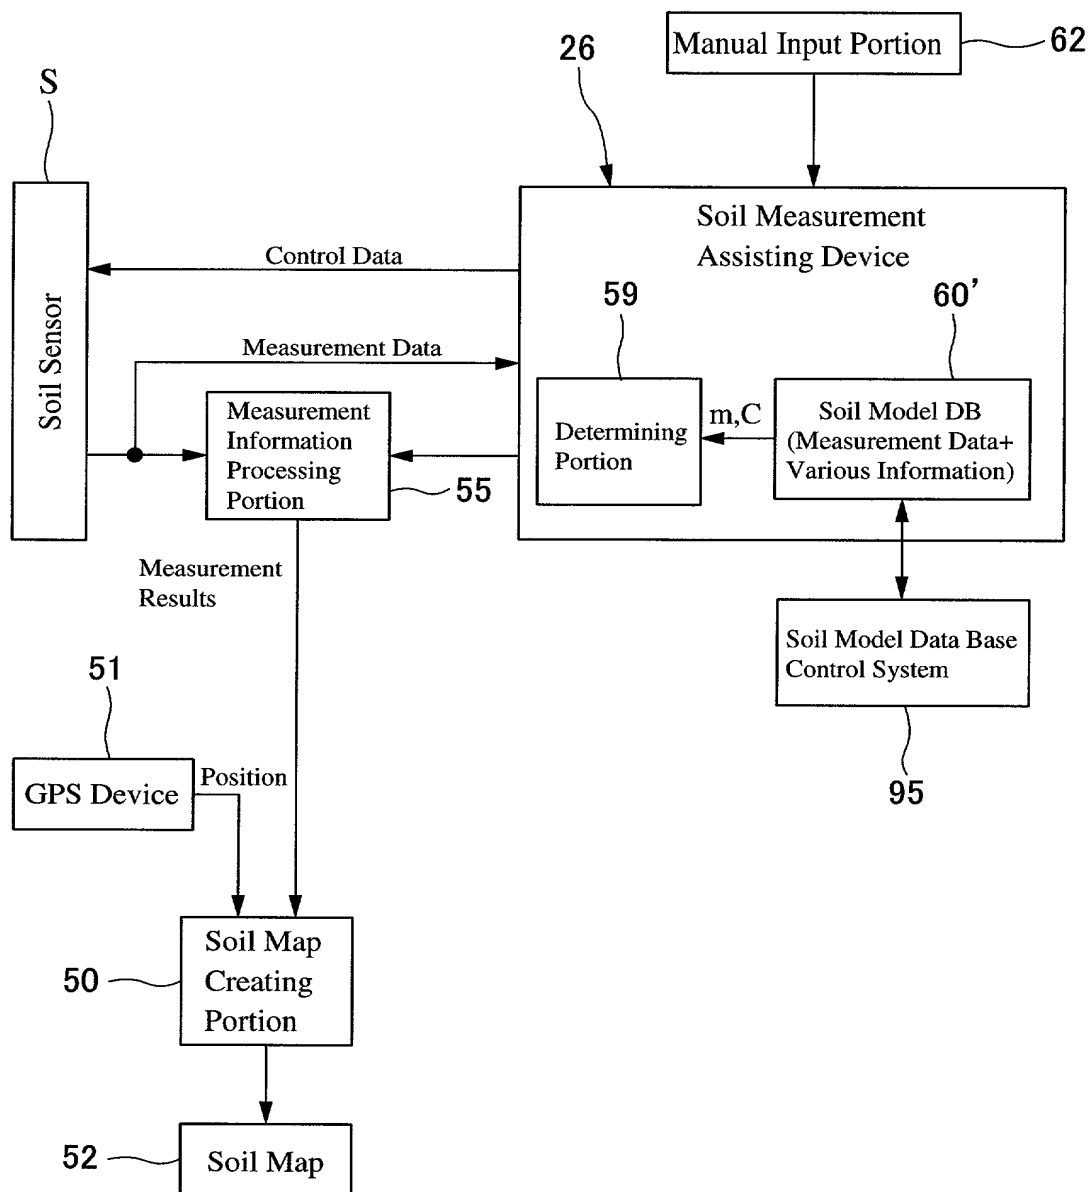 Manual Input Portion
62
26
S
Soil Measurement
Assisting Device
Control Data
59
60’
Soil Sensor
Measurement Data
Measurement
Information
Processing
Portion
Determining
Portion
m,C
Soil Model DB
(Measurement Data+
Various Information)
55
Measurement
Results
Soil Model Data Base
Control System
51
95
GPS Device
Position
Soil Map
Creating
Portion
50
52
Soil Map